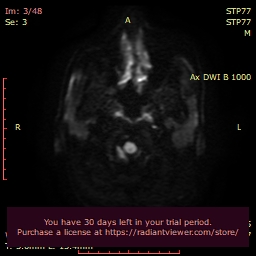 Im: 3/48
Se: 3
STP77
STP77
M
A
Ax DWI B 1000
R
L
You have 30 days left in your trial period.
Purchase a license at https://radiantviewer.com/store/